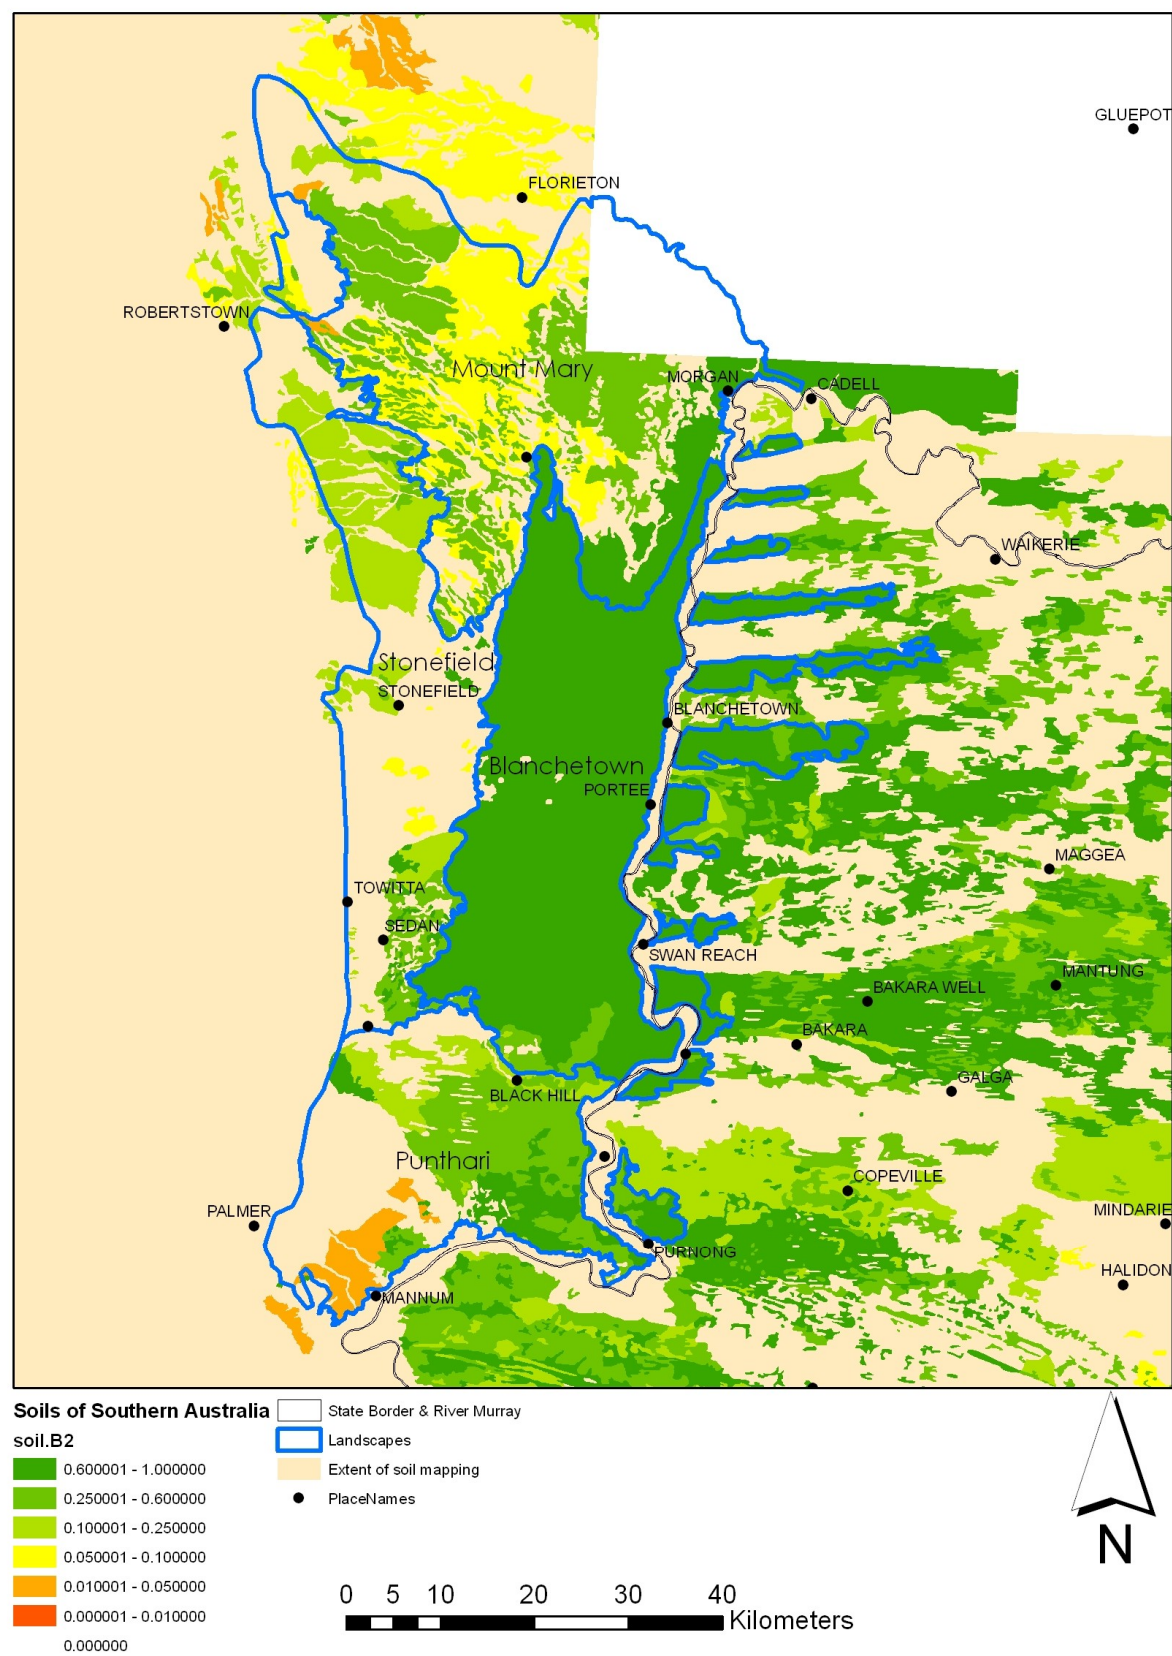 GLUEPOT
FLORIETON
ROBERTSTOWN
Mount Mary
MORGAN
CADELL
WAIKERIE
Stonefield
STONEFIELD
BLANCHETOWN
Blanchetown
PORTEE
MAGGEA
TOWITTA
SEDAN
SWAN REACH
MANTUNG
BAKARA WELL
BAKARA
GALGA
BLACK HILL
Punthari
COPEVILLE
PALMER
MINDARIE
PURNONG
HALIDON
MANNUM
Soils of Southern Australia
soil.B2
0.600001 - 1.000000
0.250001 - 0.600000
0.100001 - 0.250000
0.050001 - 0.100000
0.010001 - 0.050000
0.000001 - 0.010000
0.000000
State Border & River Murray
Landscapes
Extent of soil mapping
PlaceNames
0 5 10 20 30 40
Kilometers
N